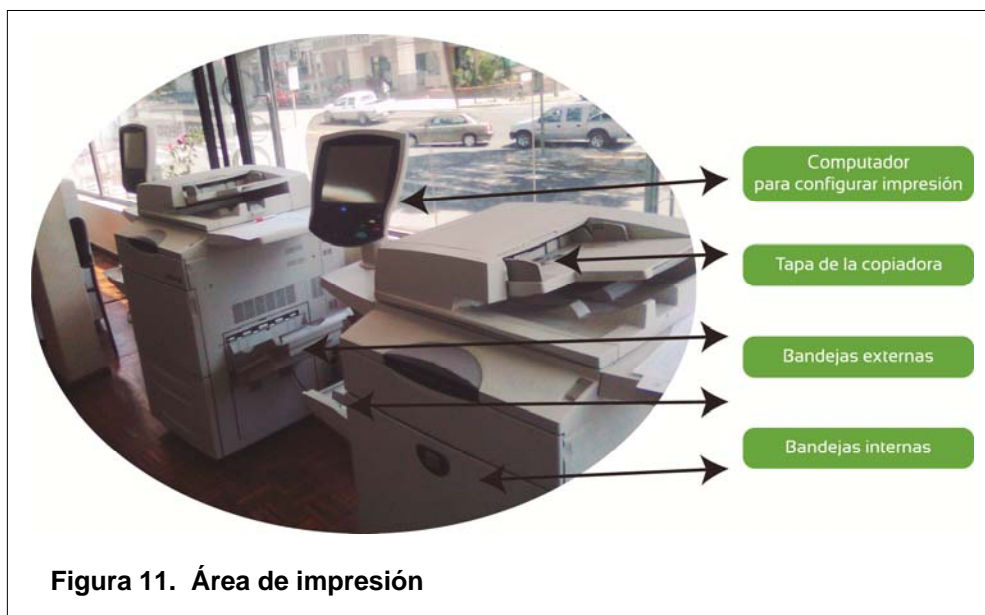 Computador
para configurar impresión
Tapa de la copiadora
Bandejas externas
Bandejas internas
Figura 11. Área de impresión